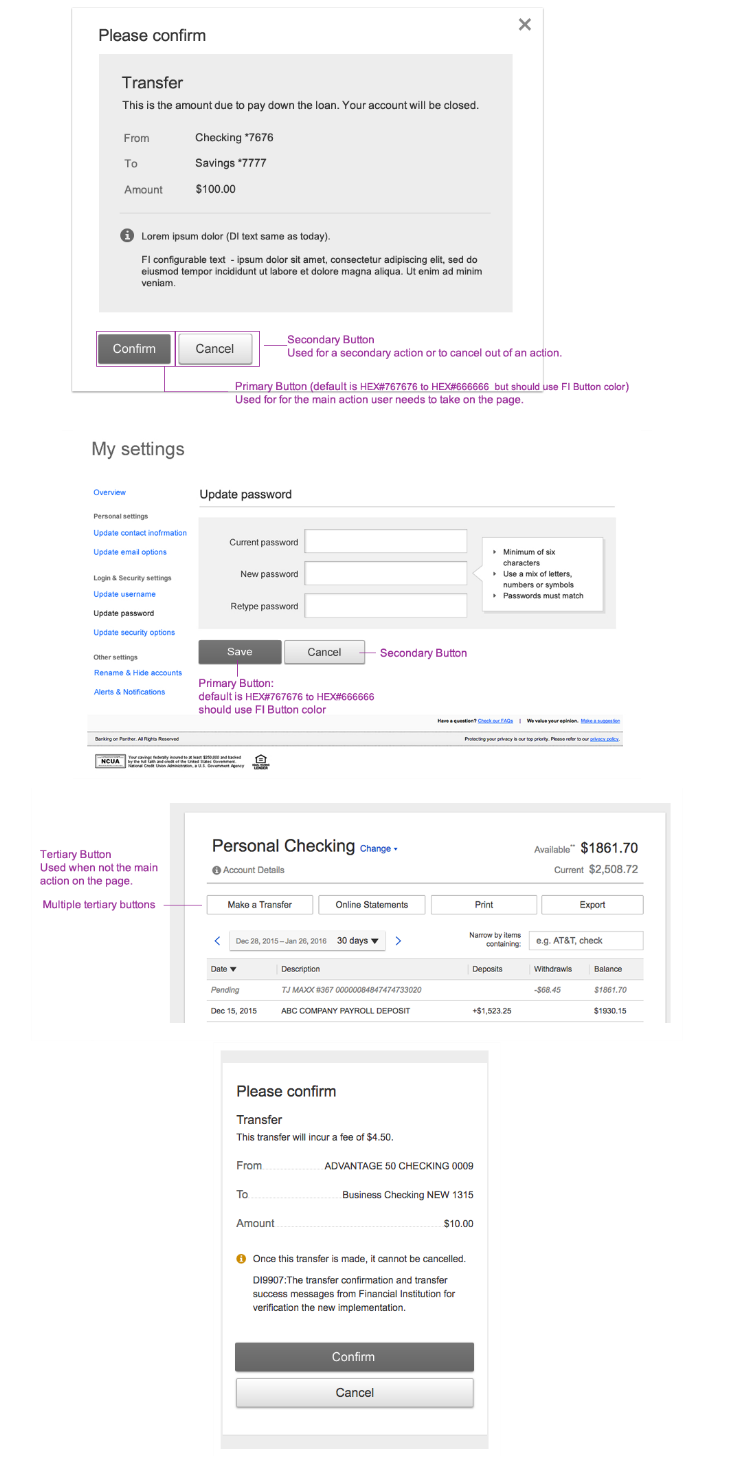 Please confirm
Transfer
This is the amount due to pay down the loan. Your account will be closed.
From Checking *7676
To Savings *7777
Amount $100.00
Lorem ipsum dolor (DI text same as today).
FI configurable text - ipsum dolor sit amet, consectetur adipiscing elit, sed do
eiusmod tempor incididunt ut labore et dolore magna aliqua. Ut enim ad minim
veniam.
Confirm Cancel
Secondary Button
Used for a secondary action or to cancel out of an action.
Primary Button (default is HEX#767676 to HEX#666666 but should use FI Button color)
Used for for the main action user needs to take on the page.
My settings
Overview
Personal settings
Update contact inofrmation
Update email options
Login & Security settings
Update username
Update password
Update security options
Other settings
Rename & Hide accounts
Alerts & Notifications
Update password
Current password
New password
Retype password
Minimum of six
characters
Use a mix of letters,
numbers or symbols
Passwords must match
Save Cancel
Secondary Button
Primary Button:
default is HEX#767676 to HEX#666666
should use FI Button color
Have a question? Check our FAQs | We value your opinion. Make a suggestion
Banking on Panther. All Rights Reserved
Protecting your privacy is our top priority. Please refer to our privacy policy.
NCUA
Your savings federally insured to at least $250,000 and backed
by the full faith and credit of the United States Government.
National Credit Union Administration, a U.S. Government Agency
Tertiary Button
Used when not the main
action on the page.
Multiple tertiary buttons
Personal Checking Change
Available** $1861.70
Account Details
Current $2,508.72
Make a Transfer Online Statements Print Export
Dec 28, 2015 – Jan 26, 2016 30 days
Narrow by items
containing:
e.g. AT&T, check
Date Description Deposits Withdrawls Balance
Pending TJ MAXX #367 00000084847474733020 -$68.45 $1861.70
Dec 15, 2015 ABC COMPANY PAYROLL DEPOSIT +$1,523.25 $1930.15
Please confirm
Transfer
This transfer will incur a fee of $4.50.
From ADVANTAGE 50 CHECKING 0009
To Business Checking NEW 1315
Amount $10.00
Once this transfer is made, it cannot be cancelled.
DI9907:The transfer confirmation and transfer
success messages from Financial Institution for
verification the new implementation.
Confirm
Cancel